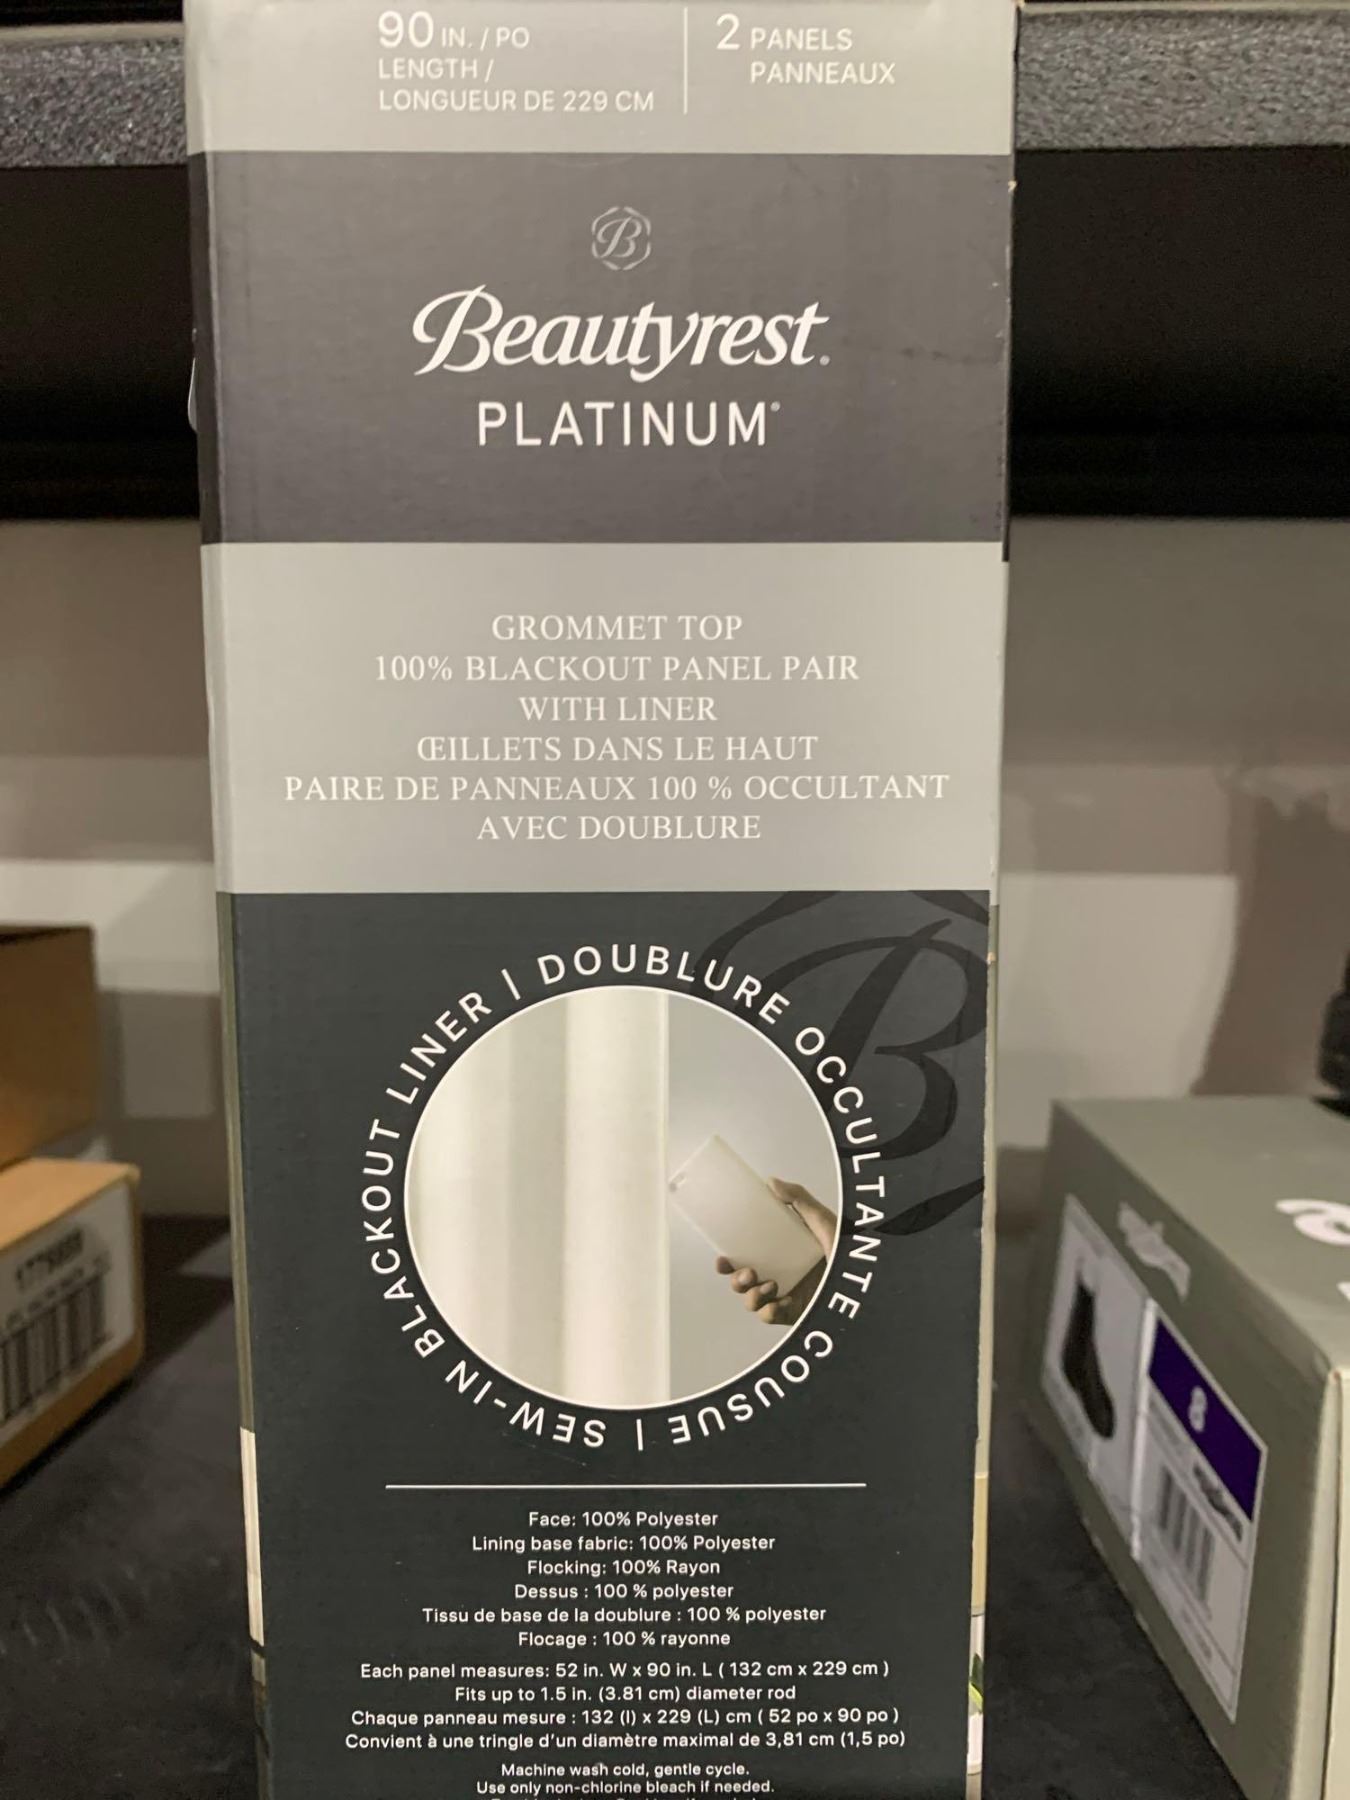 90 IN. / PO
LENGTH /
LONGUEUR DE 229 CM
2 PANELS
PANNEAUX
B
Beautyrest®
PLATINUM®
GROMMET TOP
100% BLACKOUT PANEL PAIR
WITH LINER
ŒILLETS DANS LE HAUT
PAIRE DE PANNEAUX 100 % OCCULTANT
AVEC DOUBLURE
B
SEW-IN BLACKOUT LINER | DOUBLURE OCCULTANTE COUSUE |
Face: 100% Polyester
Lining base fabric: 100% Polyester
Flocking: 100% Rayon
Dessus : 100 % polyester
Tissu de base de la doublure : 100 % polyester
Flocage : 100 % rayonne
Each panel measures: 52 in. W x 90 in. L ( 132 cm x 229 cm )
Fits up to 1.5 in. (3.81 cm) diameter rod
Chaque panneau mesure : 132 (l) x 229 (L) cm ( 52 po x 90 po )
Convient à une tringle d'un diamètre maximal de 3,81 cm (1,5 po)
Machine wash cold, gentle cycle.
Use only non-chlorine bleach if needed.
8